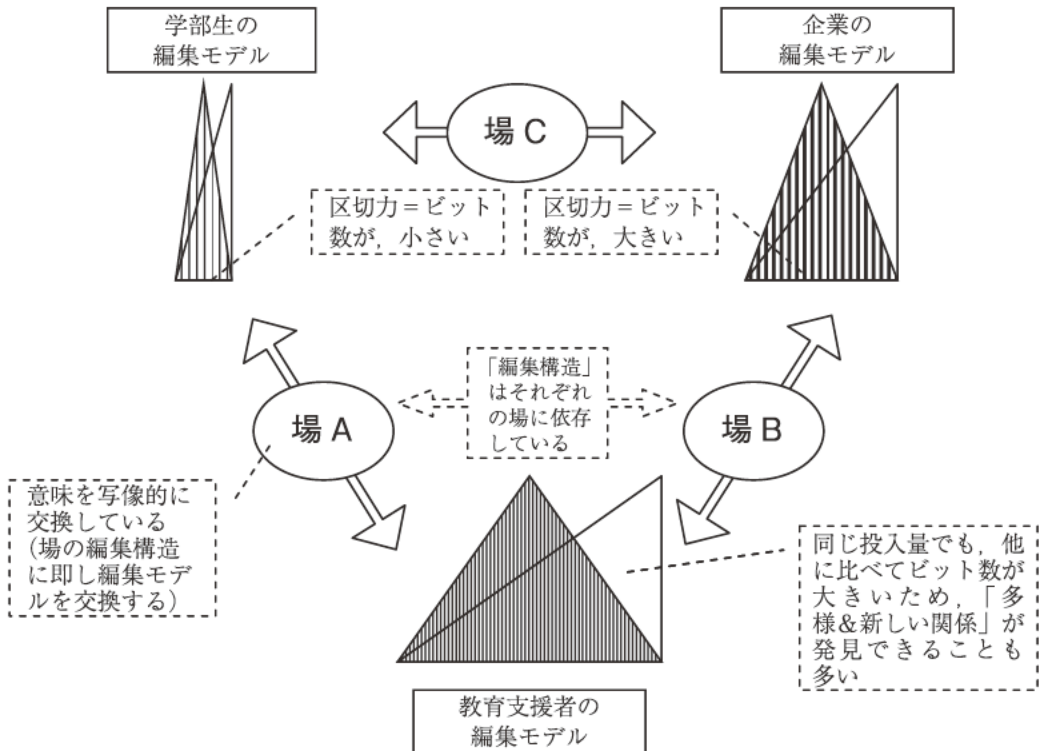 学部生の
編集モデル
企業の
編集モデル
場 C
区切力＝ビット
数が，小さい
区切力＝ビット
数が，大きい
「編集構造」
はそれぞれ
の場に依存
している
場 A
場 B
意味を写像的に
交換している
（場の編集構造
に即し編集モデ
ルを交換する）
同じ投入量でも，他
に比べてビット数が
大きいため，「多
様&新しい関係」が
発見できることも
多い
教育支援者の
編集モデル